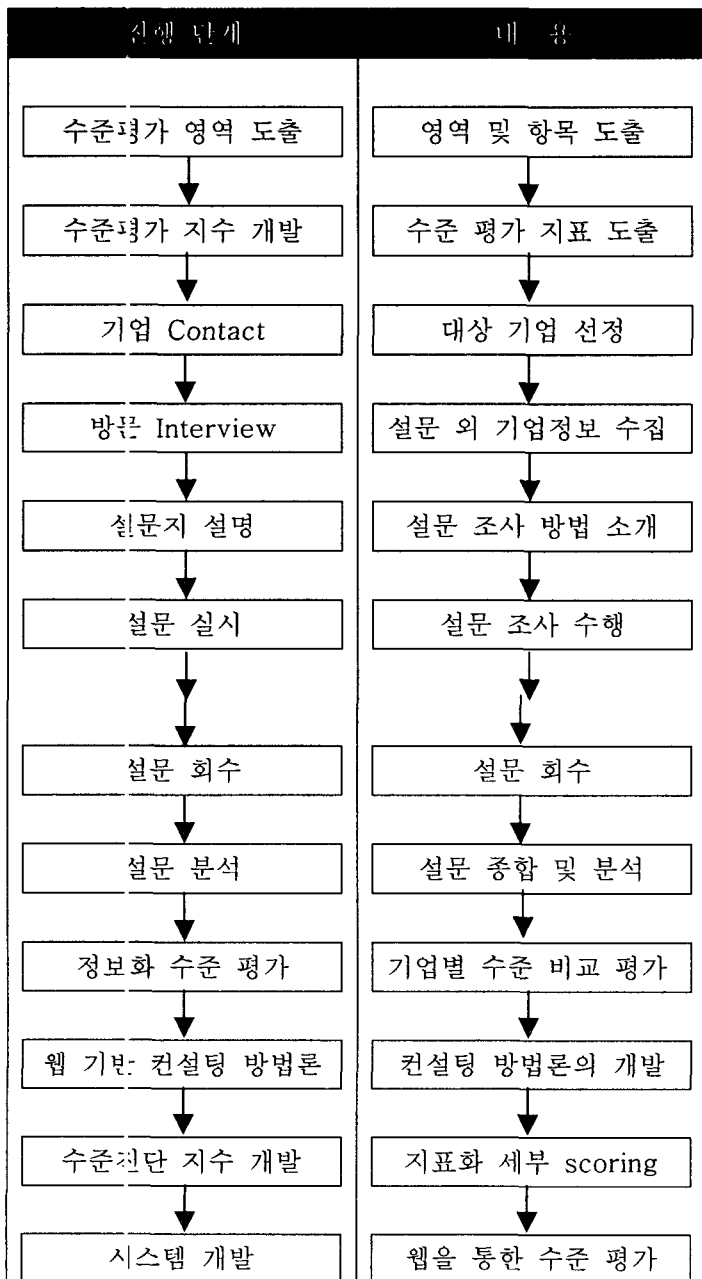 진행 단계 내 용
수준평가 영역 도출 영역 및 항목 도출
수준평가 지수 개발 수준 평가 지표 도출
기업 Contact 대상 기업 선정
방문 Interview 설문 외 기업정보 수집
설문지 설명 설문 조사 방법 소개
설문 실시 설문 조사 수행
설문 회수 설문 회수
설문 분석 설문 종합 및 분석
정보화 수준 평가 기업별 수준 비교 평가
웹 기반 컨설팅 방법론 컨설팅 방법론의 개발
수준진단 지수 개발 지표화 세부 scoring
시스템 개발 웹을 통한 수준 평가